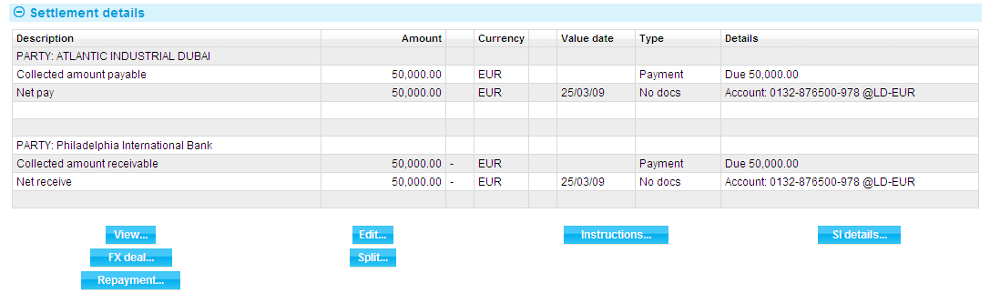 Settlement details
Description Amount Currency Value date Type Details
PARTY: ATLANTIC INDUSTRIAL DUBAI
Collected amount payable 50,000.00 EUR Payment Due 50,000.00
Net pay 50,000.00 EUR 25/03/09 No docs Account: 0132-876500-978 @LD-EUR
PARTY: Philadelphia International Bank
Collected amount receivable 50,000.00 - EUR Payment Due 50,000.00
Net receive 50,000.00 - EUR 25/03/09 No docs Account: 0132-876500-978 @LD-EUR
View... Edit... Instructions... SI details...
FX deal... Split...
Repayment...